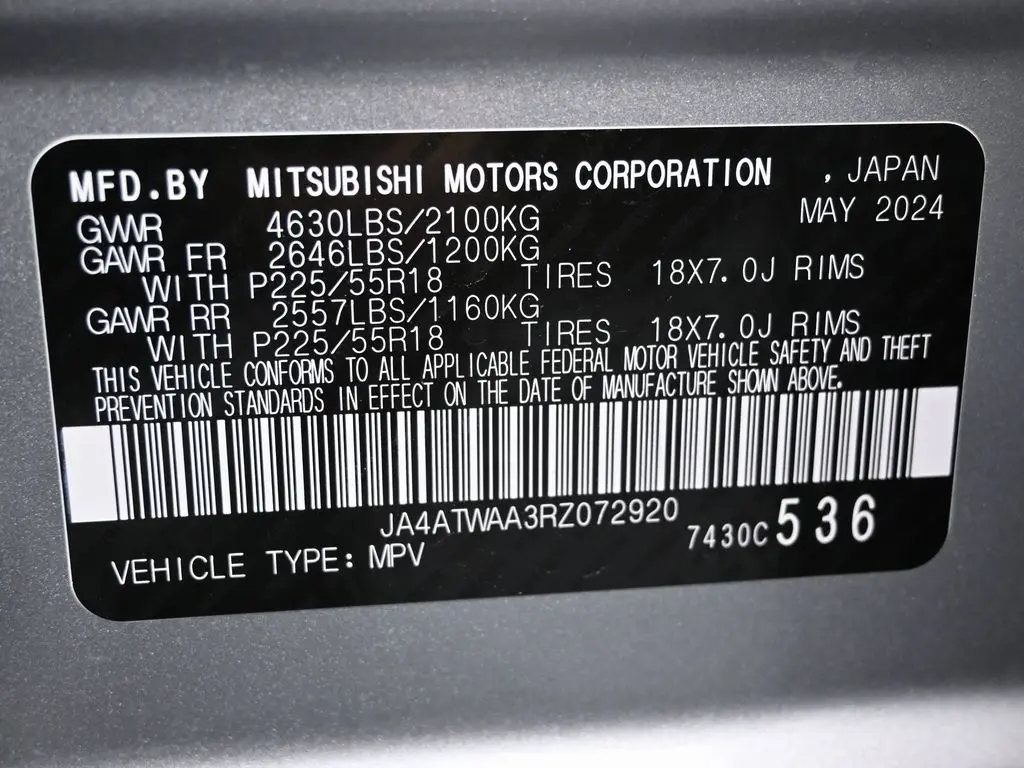 MFD.BY MITSUBISHI MOTORS CORPORATION , JAPAN
GVWR 4630LBS/2100KG MAY 2024
GAWR FR 2646LBS/1200KG
WITH P225/55R18 TIRES 18X7.0J RIMS
GAWR RR 2557LBS/1160KG
WITH P225/55R18 TIRES 18X7.0J RIMS
THIS VEHICLE CONFORMS TO ALL APPLICABLE FEDERAL MOTOR VEHICLE SAFETY AND THEFT
PREVENTION STANDARDS IN EFFECT ON THE DATE OF MANUFACTURE SHOWN ABOVE.
JA4ATWAA3RZ072920
7430C 536
VEHICLE TYPE: MPV